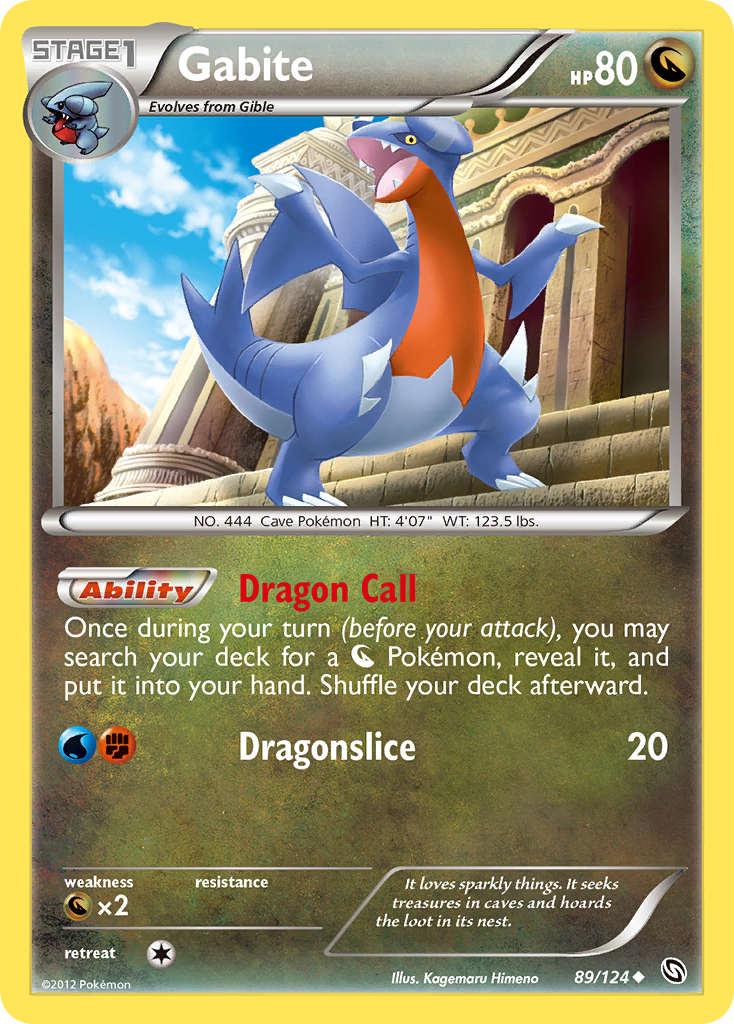 STAGE1
Gabite
HP80
Evolves from Gible
NO. 444 Cave Pokémon HT: 4'07" WT: 123.5 lbs.
Ability Dragon Call
Once during your turn (before your attack), you may
search your deck for a Pokémon, reveal it, and
put it into your hand. Shuffle your deck afterward.
Dragonslice 20
weakness resistance
×2
retreat
It loves sparkly things. It seeks
treasures in caves and hoards
the loot in its nest.
©2012 Pokémon
Illus. Kagemaru Himeno 89/124